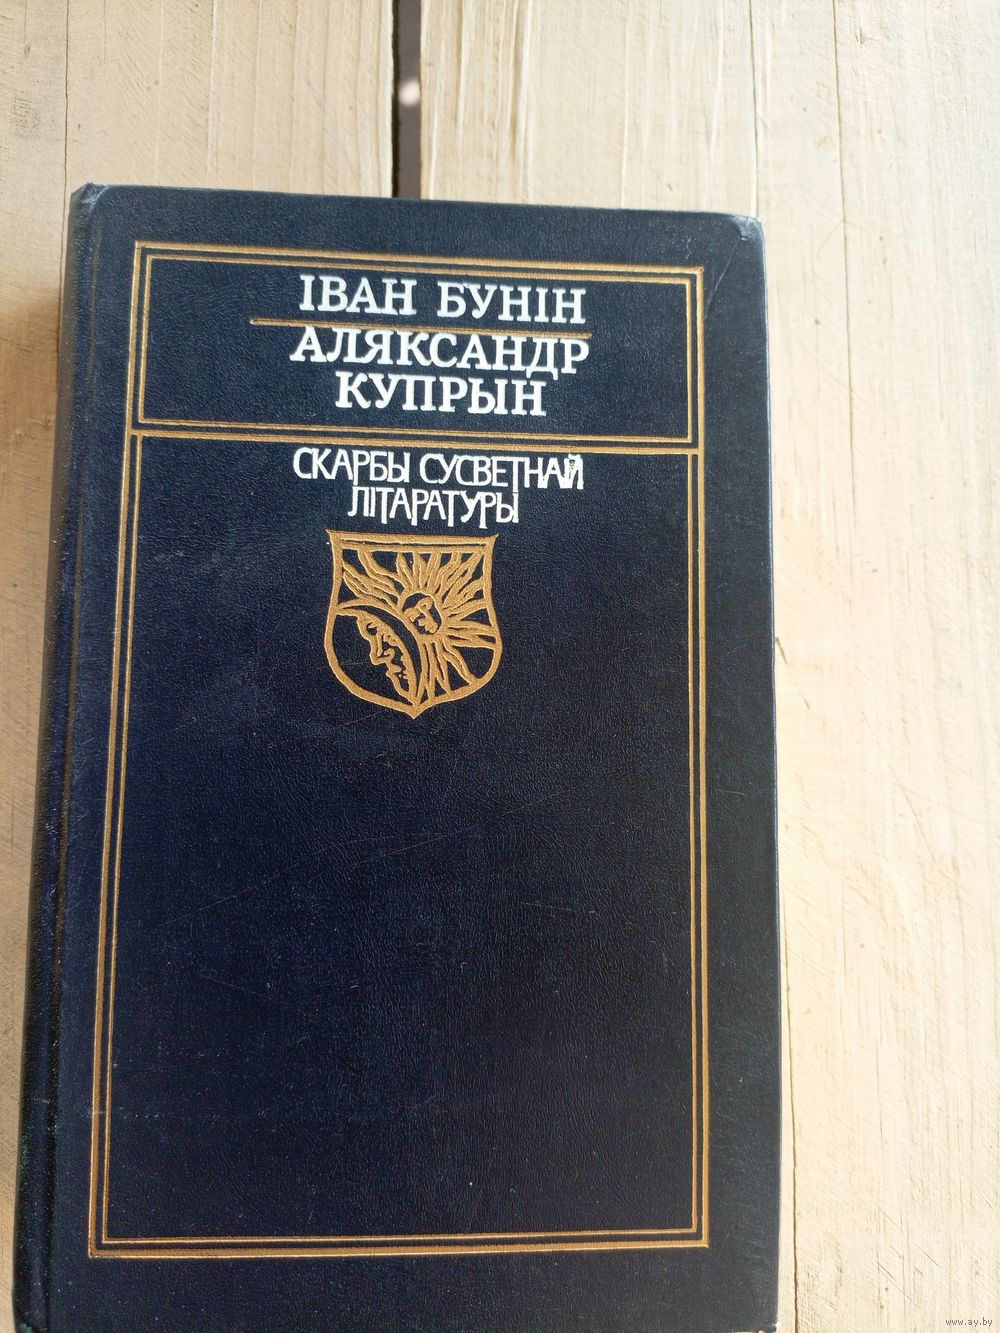 ІВАН БУНІН
АЛЯКСАНДР
КУПРЫН
СКАРБЫ СУСВЕТНАЙ
ЛІТАРАТУРЫ
www.ay.by